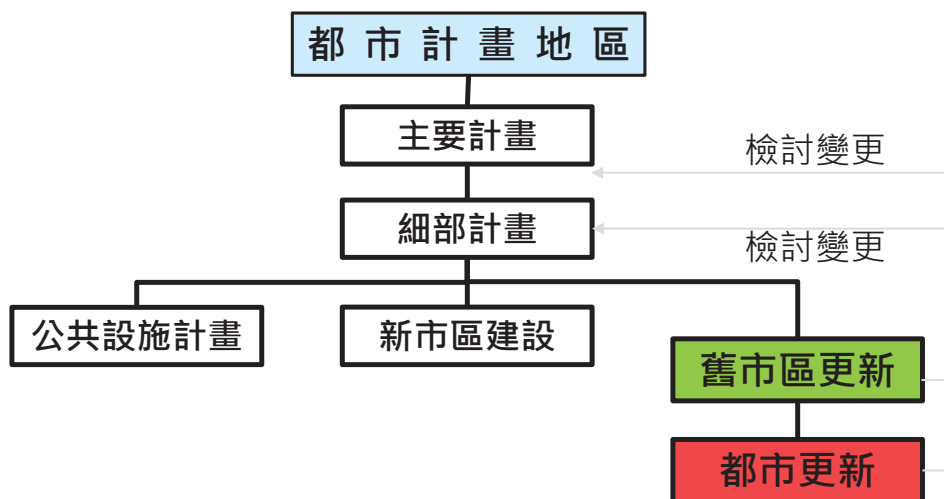 都市計畫地區
主要計畫
檢討變更
細部計畫
檢討變更
公共設施計畫
新市區建設
舊市區更新
都市更新